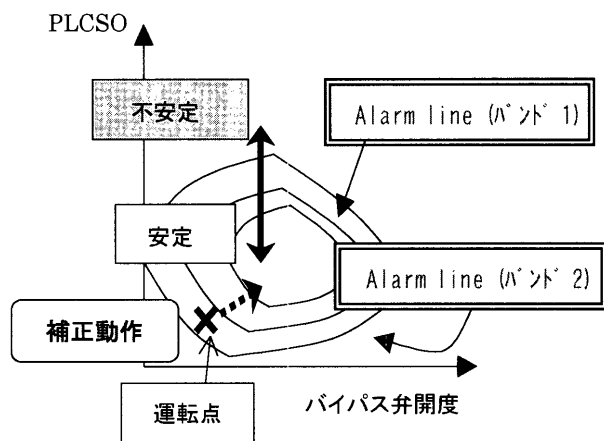 PLCSO
不安定
Alarm line (ﾊﾞﾝﾄﾞ 1)
安定
Alarm line (ﾊﾞﾝﾄﾞ 2)
補正動作
運転点
バイパス弁開度